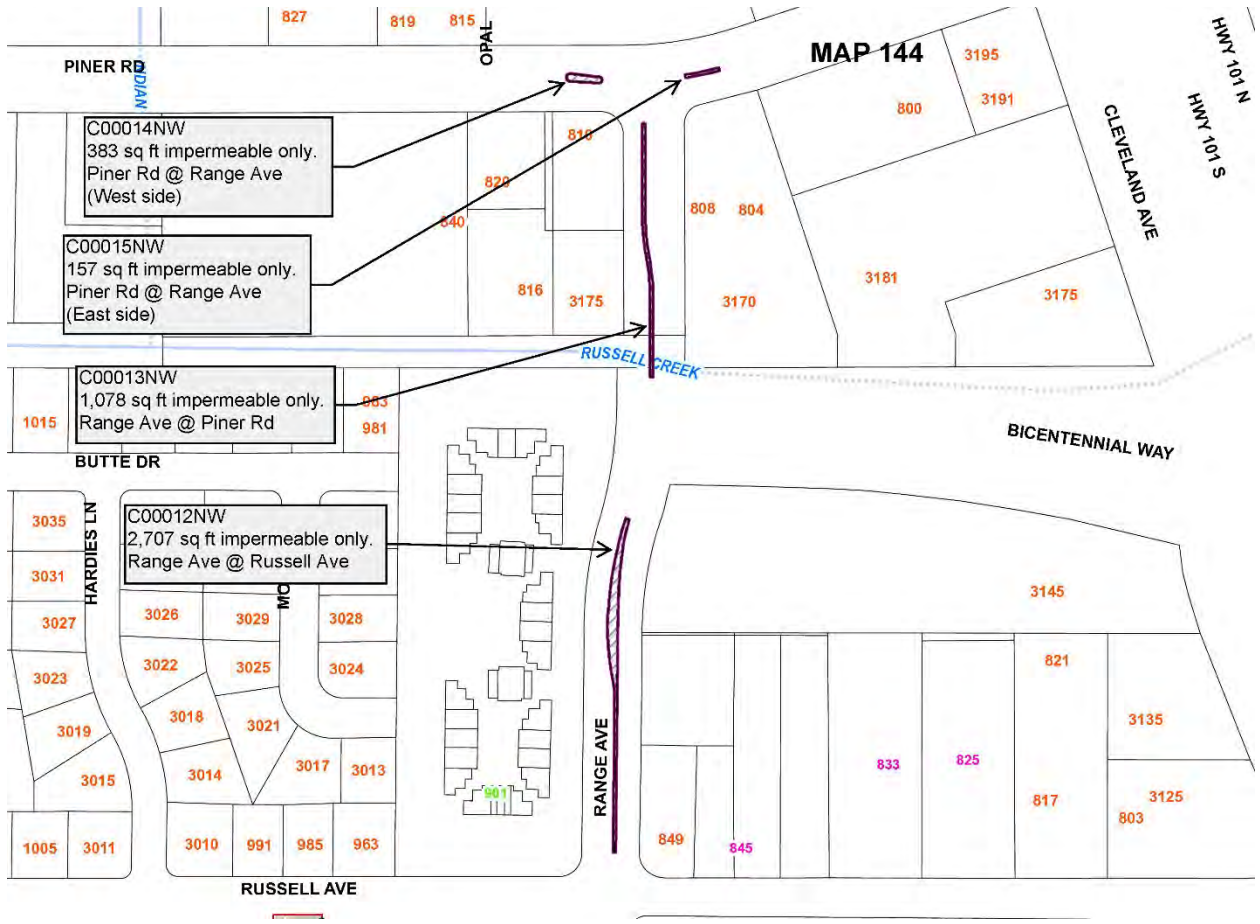 827
819
815
OPAL
MAP 144
3195
HWY 101 N
PINER RD
INDIAN
800
3191
HWY 101 S
CLEVELAND AVE
C00014NW
383 sq ft impermeable only.
Piner Rd @ Range Ave
(West side)
820
840
808
804
C00015NW
157 sq ft impermeable only.
Piner Rd @ Range Ave
(East side)
816
3175
3170
3181
3175
RUSSELL CREEK
C00013NW
1,078 sq ft impermeable only.
Range Ave @ Piner Rd
1015
981
BICENTENNIAL WAY
BUTTE DR
C00012NW
2,707 sq ft impermeable only.
Range Ave @ Russell Ave
3035
HARDIES LN
3031
3145
3027
3026
3029
MO
3028
3023
3022
3025
3024
821
3019
3018
3021
3135
RANGE AVE
3015
3014
3017
3013
833
825
901
817
3125
803
1005
3011
3010
991
985
963
849
845
RUSSELL AVE